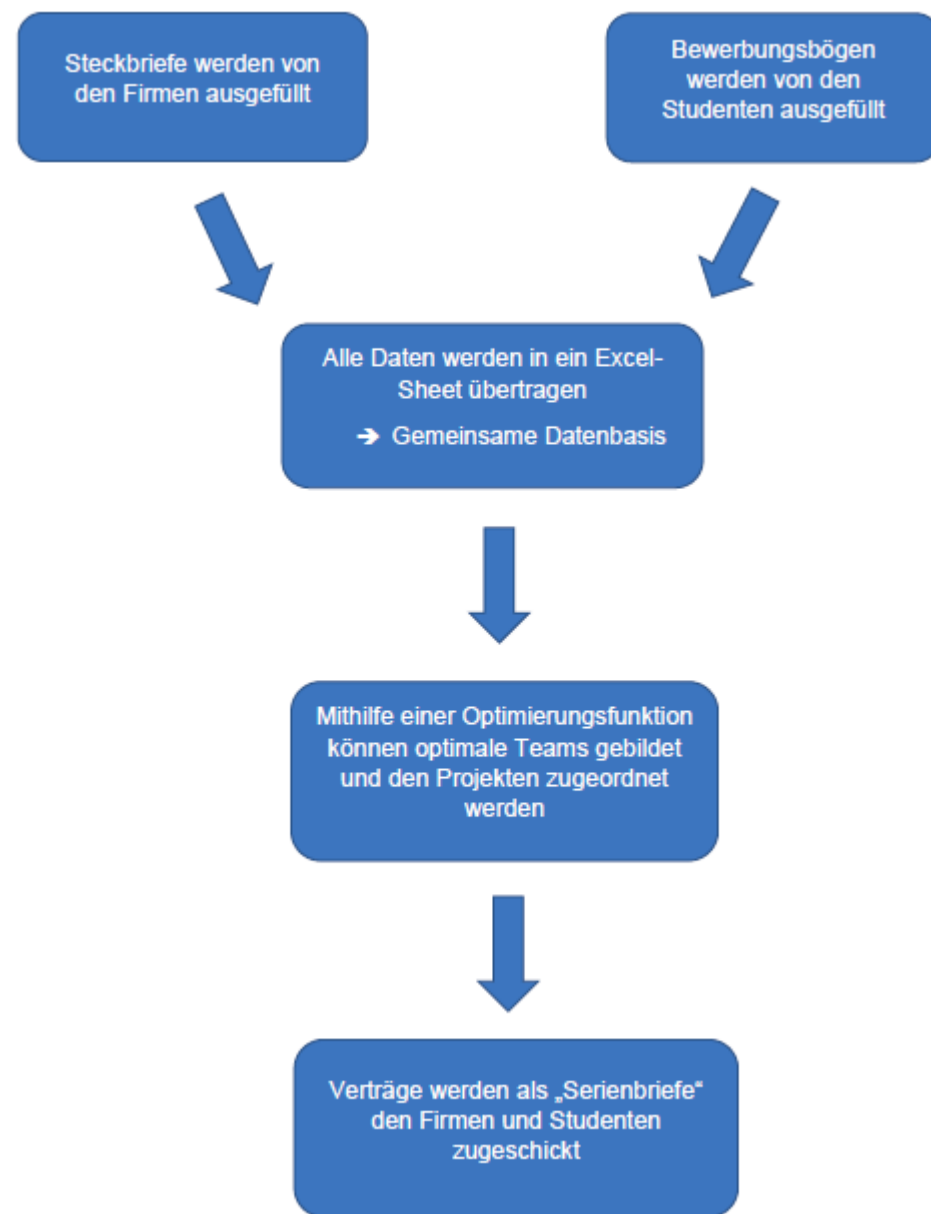 Steckbriefe werden von
den Firmen ausgefüllt
Bewerbungsbögen
werden von den
Studenten ausgefüllt
Alle Daten werden in ein Excel-
Sheet übertragen
➔ Gemeinsame Datenbasis
Mithilfe einer Optimierungsfunktion
können optimale Teams gebildet
und den Projekten zugeordnet
werden
Verträge werden als „Serienbriefe“
den Firmen und Studenten
zugeschickt